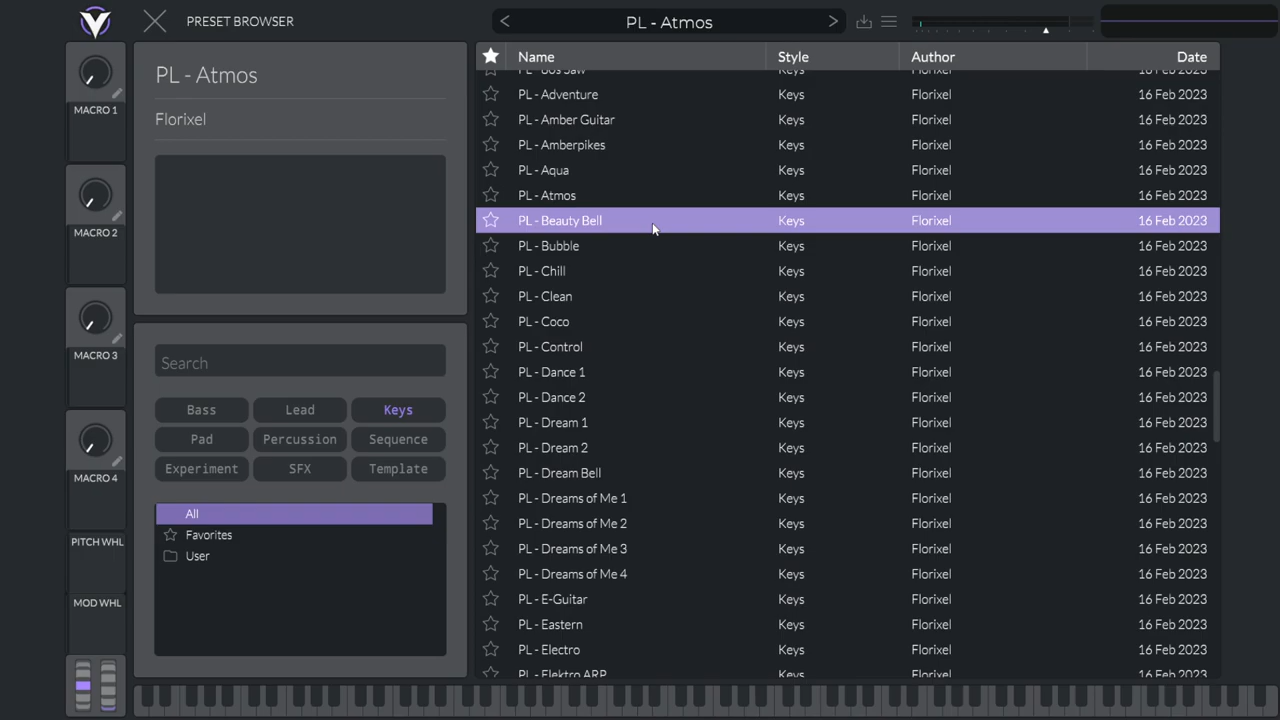 PRESET BROWSER
PL - Atmos
MACRO 1
MACRO 2
MACRO 3
MACRO 4
PITCH WHL
MOD WHL
PL - Atmos
Florixel
Search
Bass Lead Keys
Pad Percussion Sequence
Experiment SFX Template
All
Favorites
User
Name Style Author Date
PL - Adventure Keys Florixel 16 Feb 2023
PL - Amber Guitar Keys Florixel 16 Feb 2023
PL - Amberpikes Keys Florixel 16 Feb 2023
PL - Aqua Keys Florixel 16 Feb 2023
PL - Atmos Keys Florixel 16 Feb 2023
PL - Beauty Bell Keys Florixel 16 Feb 2023
PL - Bubble Keys Florixel 16 Feb 2023
PL - Chill Keys Florixel 16 Feb 2023
PL - Clean Keys Florixel 16 Feb 2023
PL - Coco Keys Florixel 16 Feb 2023
PL - Control Keys Florixel 16 Feb 2023
PL - Dance 1 Keys Florixel 16 Feb 2023
PL - Dance 2 Keys Florixel 16 Feb 2023
PL - Dream 1 Keys Florixel 16 Feb 2023
PL - Dream 2 Keys Florixel 16 Feb 2023
PL - Dream Bell Keys Florixel 16 Feb 2023
PL - Dreams of Me 1 Keys Florixel 16 Feb 2023
PL - Dreams of Me 2 Keys Florixel 16 Feb 2023
PL - Dreams of Me 3 Keys Florixel 16 Feb 2023
PL - Dreams of Me 4 Keys Florixel 16 Feb 2023
PL - E-Guitar Keys Florixel 16 Feb 2023
PL - Eastern Keys Florixel 16 Feb 2023
PL - Electro Keys Florixel 16 Feb 2023
PL - Elektro ARP Keys Florixel 16 Feb 2023